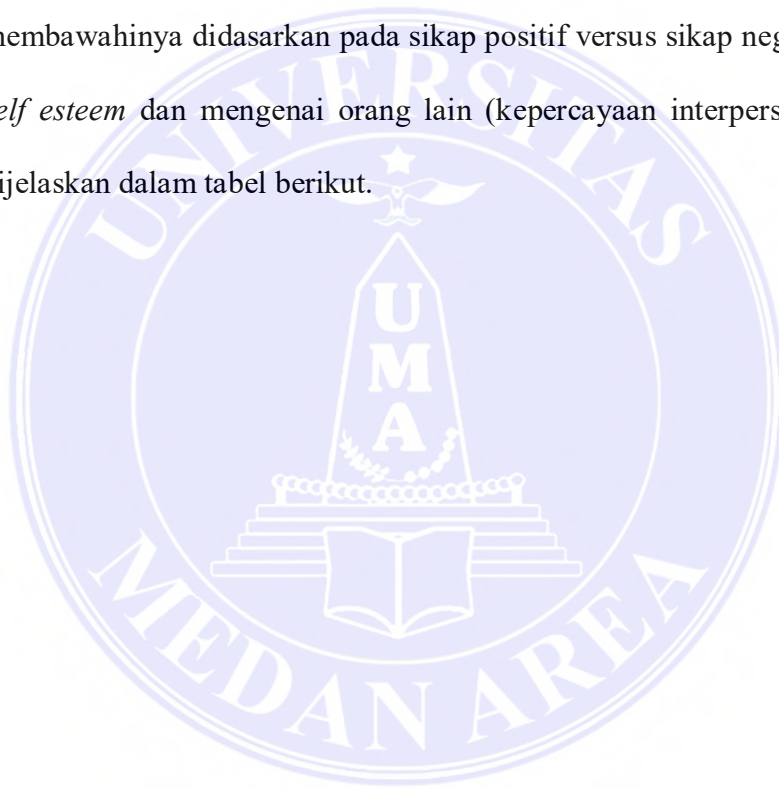 membawahinya didasarkan pada sikap positif versus sikap neg
elf esteem dan mengenai orang lain (kepercayaan interpers
ijelaskan dalam tabel berikut.
UNIVERSITAS
U
M
A
MEDAN AREA